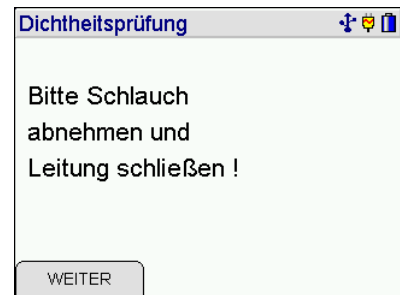 Dichtheitsprüfung
Bitte Schlauch
abnehmen und
Leitung schließen !
WEITER